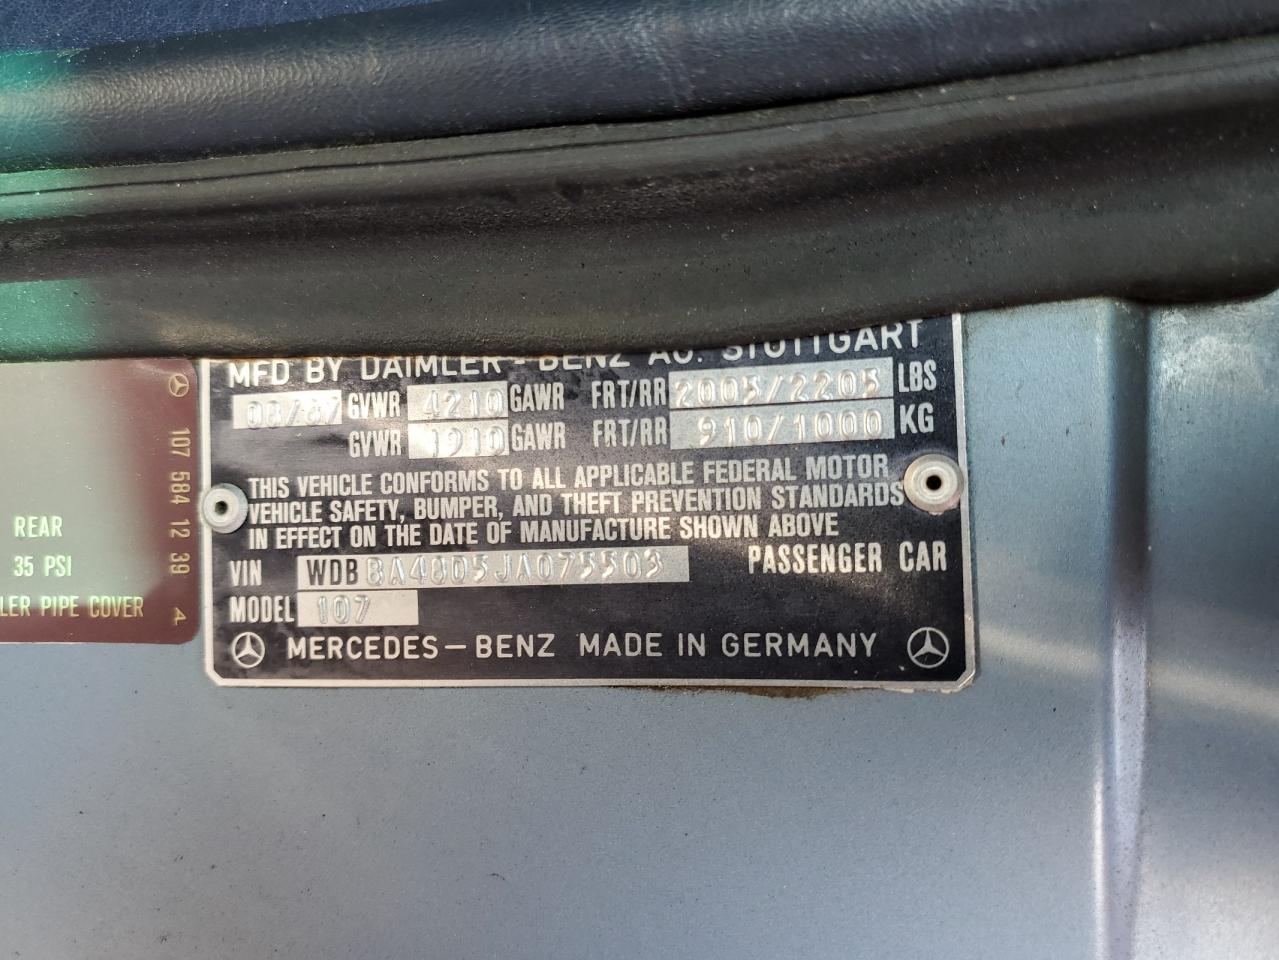 MFD BY DAIMLER-BENZ AG. STUTTGART
08/87 GVWR 4210 GAWR FRT/RR 2005/2205 LBS
GVWR 1910 GAWR FRT/RR 910/1000 KG
THIS VEHICLE CONFORMS TO ALL APPLICABLE FEDERAL MOTOR
VEHICLE SAFETY, BUMPER, AND THEFT PREVENTION STANDARDS
IN EFFECT ON THE DATE OF MANUFACTURE SHOWN ABOVE
VIN WDB BA48D5JA075503 PASSENGER CAR
MODEL 107
MERCEDES-BENZ MADE IN GERMANY
REAR
35 PSI
PIPE COVER
107 584 12 39 4